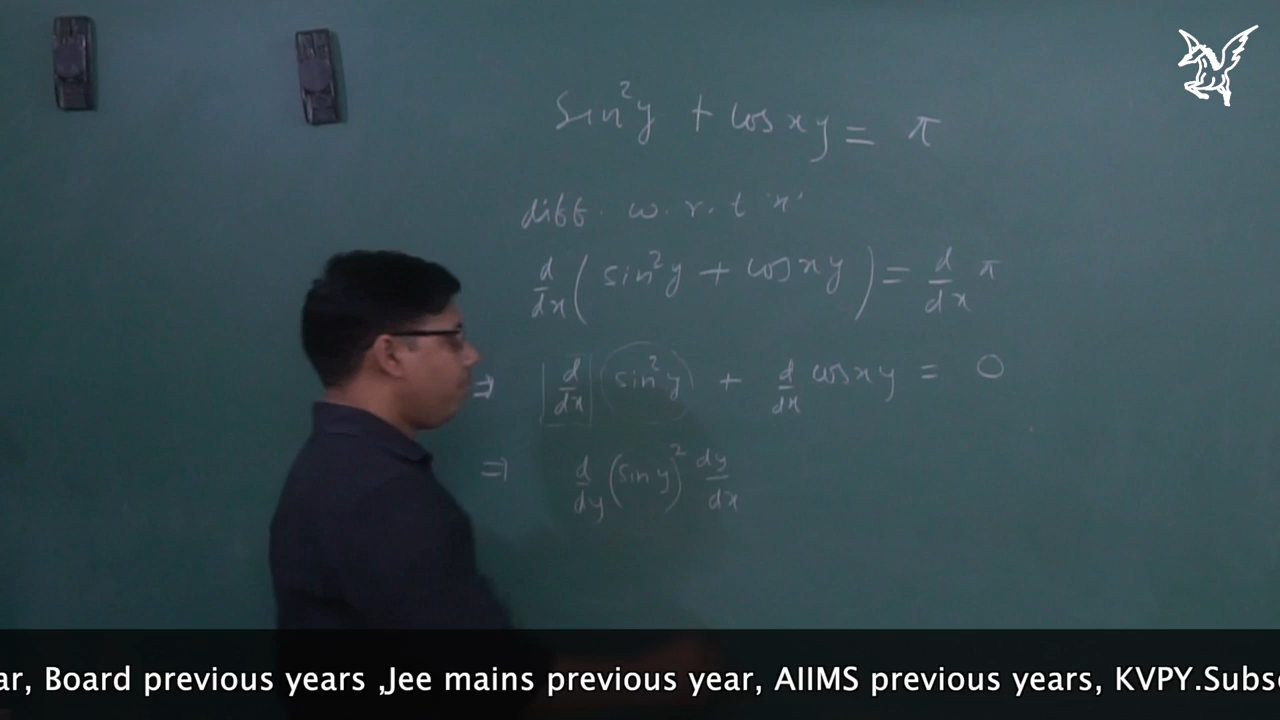 sin²y + cos xy = π
diff. w.r.t 'x'
d/dx (sin²y + cos xy) = d/dx π
⇒ d/dx sin²y + d/dx cos xy = 0
⇒ d/dy (sin y)² dy/dx
ar, Board previous years ,Jee mains previous year, AIIMS previous years, KVPY.Subs